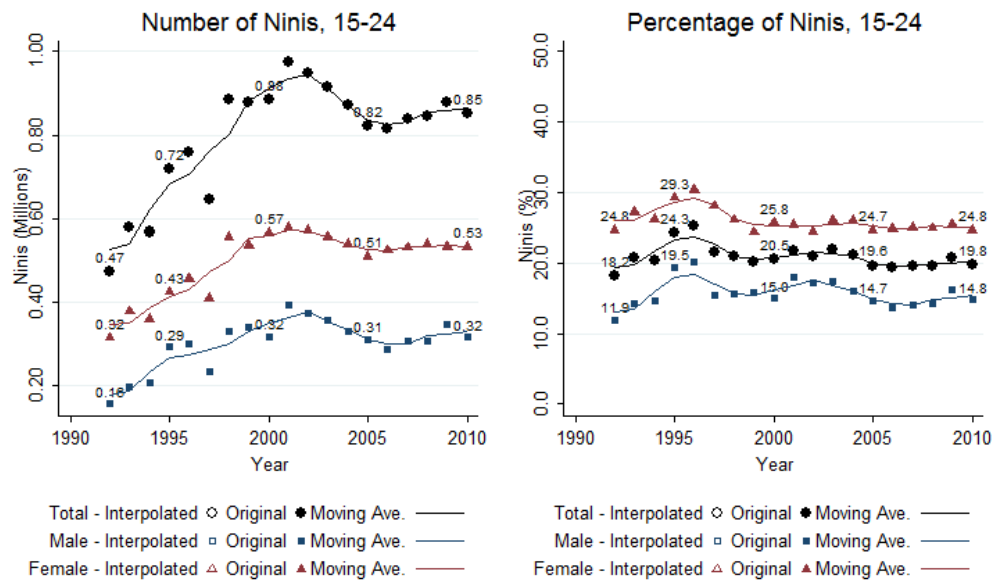 Number of Ninis, 15-24
Ninis (Millions)
1.00
0.80
0.60
0.40
0.20
0.47
0.72
0.88
0.82
0.85
0.32
0.43
0.57
0.51
0.53
0.16
0.29
0.32
0.31
0.32
1990 1995 2000 2005 2010
Year
Total - Interpolated Original Moving Ave.
Male - Interpolated Original Moving Ave.
Female - Interpolated Original Moving Ave.
Percentage of Ninis, 15-24
Ninis (%)
50.0
40.0
30.0
20.0
10.0
0.0
24.8
29.3
25.8
24.7
24.8
18.2
24.3
20.5
19.6
19.8
11.9
19.5
15.0
14.7
14.8
1990 1995 2000 2005 2010
Year
Total - Interpolated Original Moving Ave.
Male - Interpolated Original Moving Ave.
Female - Interpolated Original Moving Ave.